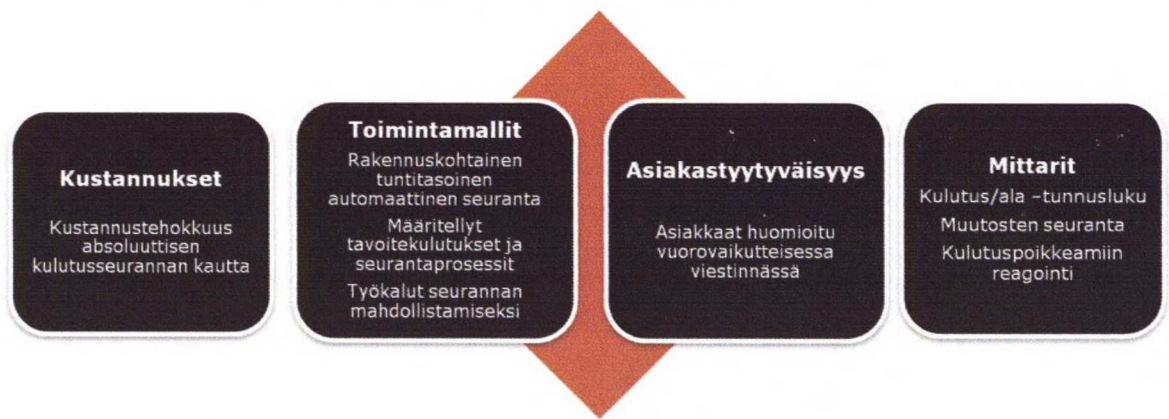 Kustannukset
Kustannustehokkuus
absoluuttisen
kulutusseurannan kautta
Toimintamallit
Rakennuskohtainen
tuntitasoinen
automaattinen seuranta
Määritellyt
tavoitekulutukset ja
seurantaprosessit
Työkalut seurannan
mahdollistamiseksi
Asiakastyytyväisyys
Asiakkaat huomioitu
vuorovaikutteisessa
viestinnässä
Mittarit
Kulutus/ala –tunnusluku
Muutosten seuranta
Kulutuspoikkeamiin
reagointi